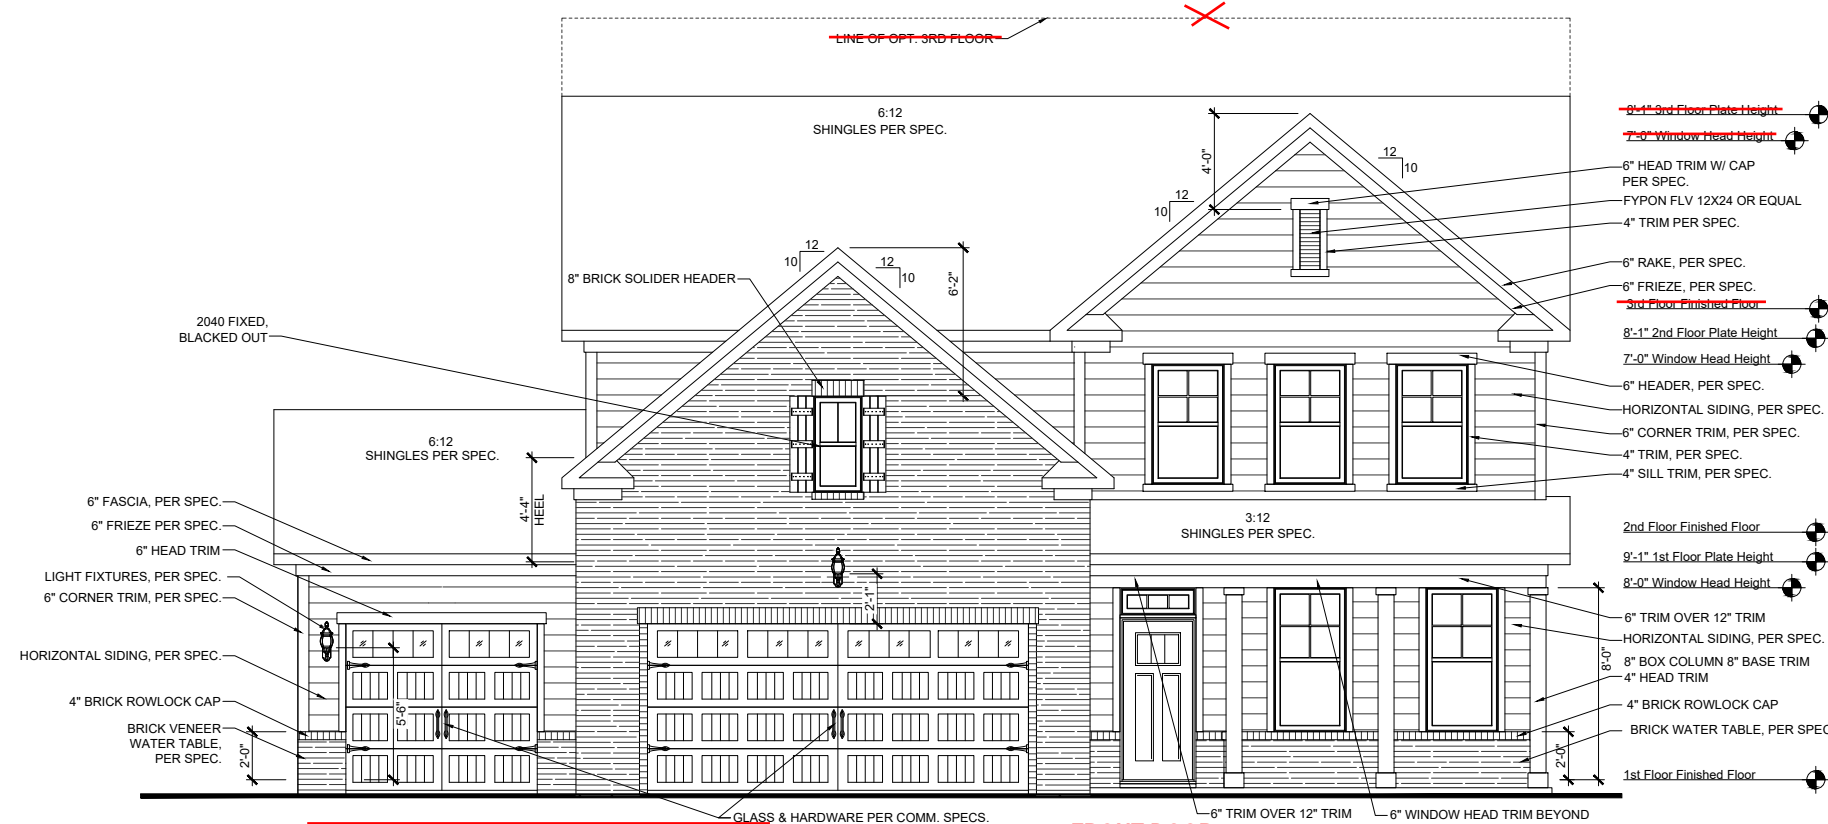 LINE OF OPT. 3RD FLOOR
6:12
SHINGLES PER SPEC.
8'-1" 3rd Floor Plate Height
7'-0" Window Head Height
4'-0"
12
10
12
10
6" HEAD TRIM W/ CAP
PER SPEC.
FYPON FLV 12X24 OR EQUAL
4" TRIM PER SPEC.
12
10
12
10
6'-2"
8" BRICK SOLIDER HEADER
6" RAKE, PER SPEC.
6" FRIEZE, PER SPEC.
3rd Floor Finished Floor
2040 FIXED,
BLACKED OUT
8'-1" 2nd Floor Plate Height
7'-0" Window Head Height
6" HEADER, PER SPEC.
HORIZONTAL SIDING, PER SPEC.
6" CORNER TRIM, PER SPEC.
4" TRIM, PER SPEC.
4" SILL TRIM, PER SPEC.
6:12
SHINGLES PER SPEC.
4'-4"
HEEL
3:12
SHINGLES PER SPEC.
6" FASCIA, PER SPEC.
6" FRIEZE PER SPEC.
6" HEAD TRIM
LIGHT FIXTURES, PER SPEC.
6" CORNER TRIM, PER SPEC.
HORIZONTAL SIDING, PER SPEC.
4" BRICK ROWLOCK CAP
BRICK VENEER
WATER TABLE,
PER SPEC.
2'-0"
5'-6"
2'-1"
2nd Floor Finished Floor
9'-1" 1st Floor Plate Height
8'-0" Window Head Height
6" TRIM OVER 12" TRIM
HORIZONTAL SIDING, PER SPEC.
8'-0"
8" BOX COLUMN 8" BASE TRIM
4" HEAD TRIM
4" BRICK ROWLOCK CAP
BRICK WATER TABLE, PER SPEC
2'-0"
1st Floor Finished Floor
GLASS & HARDWARE PER COMM. SPECS.
6" TRIM OVER 12" TRIM
6" WINDOW HEAD TRIM BEYOND